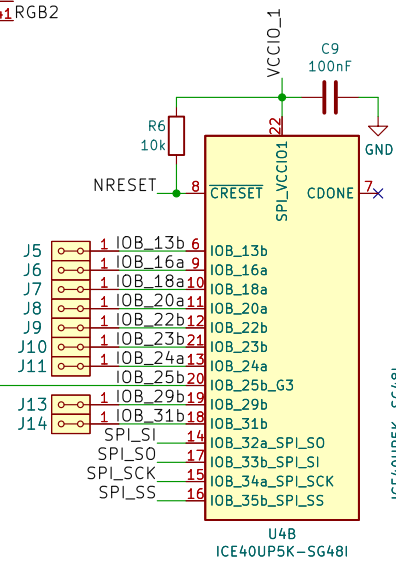 RGB2
VCCIO_1
C9
100nF
GND
R6
10k
22
SPI_VCCIO1
NRESET
8
CRESET
CDONE
7
J5 1 IOB_13b 6 IOB_13b
J6 1 IOB_16a 9 IOB_16a
J7 1 IOB_18a 10 IOB_18a
J8 1 IOB_20a 11 IOB_20a
J9 1 IOB_22b 12 IOB_22b
J10 1 IOB_23b 21 IOB_23b
J11 1 IOB_24a 13 IOB_24a
IOB_25b 20 IOB_25b_G3
J13 1 IOB_29b 19 IOB_29b
J14 1 IOB_31b 18 IOB_31b
SPI_SI 14 IOB_32a_SPI_SO
SPI_SO 17 IOB_33b_SPI_SI
SPI_SCK 15 IOB_34a_SPI_SCK
SPI_SS 16 IOB_35b_SPI_SS
U4B
ICE40UP5K-SG48I